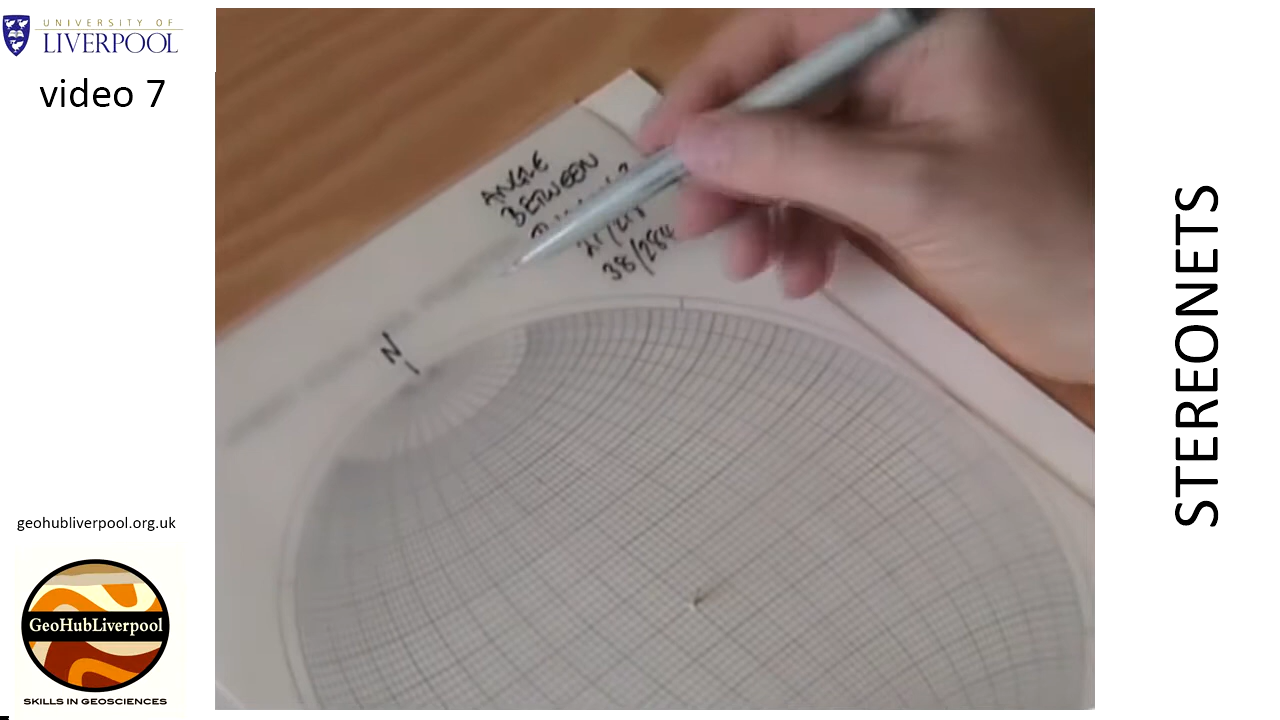 UNIVERSITY OF
LIVERPOOL
video 7
ANGLE
BETWEEN
38/284
N
STEREONETS
geohubliverpool.org.uk
GeoHubLiverpool
SKILLS IN GEOSCIENCES